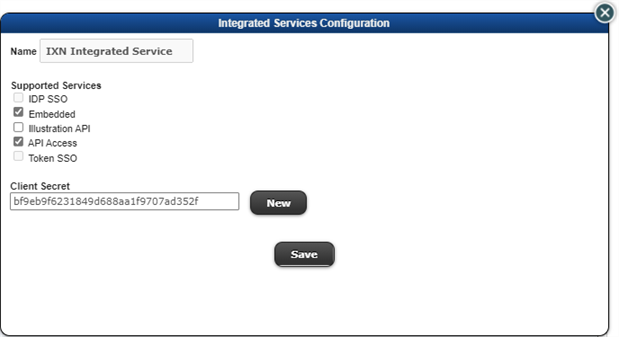 Integrated Services Configuration
Name IXN Integrated Service
Supported Services
IDP SSO
Embedded
Illustration API
API Access
Token SSO
Client Secret
bf9eb9f6231849d688aa1f9707ad352f New
Save